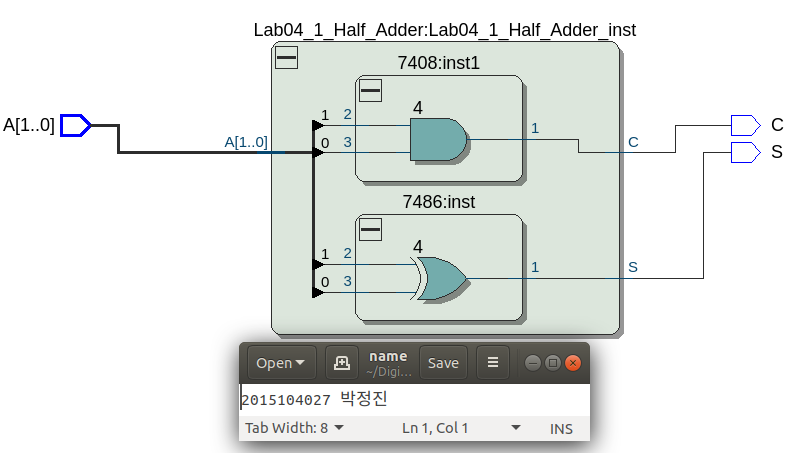 Lab04_1_Half_Adder:Lab04_1_Half_Adder_inst
7408:inst1
4
1 2
0 3
1
A[1..0]
A[1..0]
C
C
S
7486:inst
4
1 2
0 3
1
S
Open
name
~/Digi...
Save
2015104027 박정진
Tab Width: 8
Ln 1, Col 1
INS